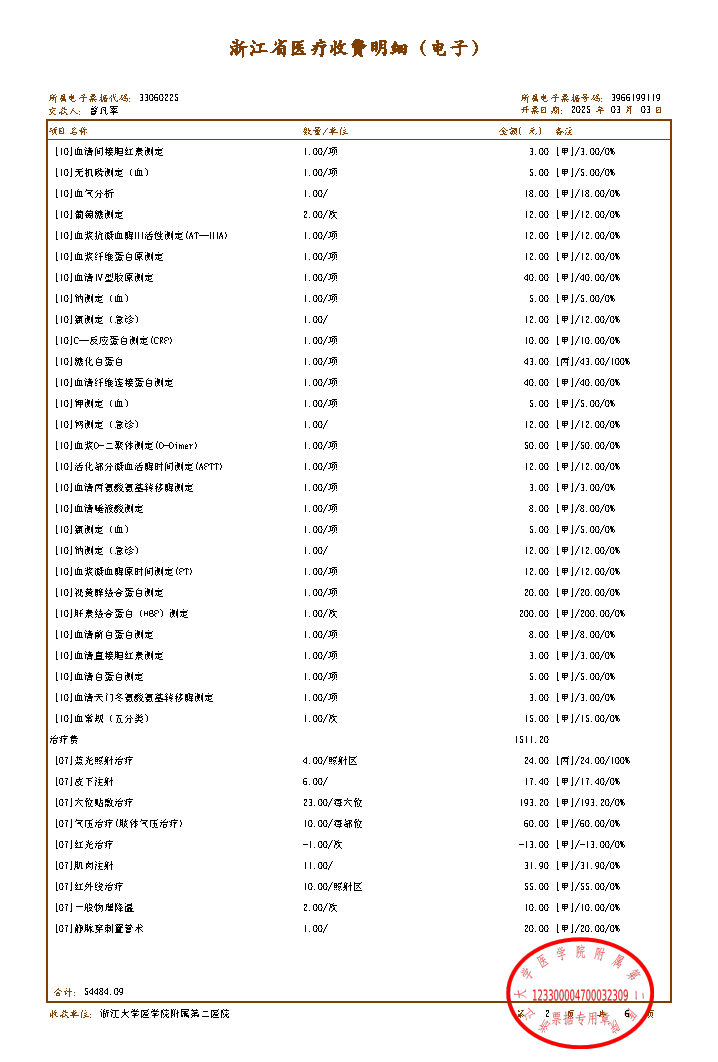 浙江省医疗收费明细（电子）
所属电子票据代码: 33060225 所属电子票据号码: 3966199119
交款人: 曾凡军 开票日期: 2025 年 03 月 03 日
项目名称 数量/单位 金额(元) 备注
[10]血清间接胆红素测定 1.00/项 3.00 [甲]/3.00/0%
[10]无机磷测定（血） 1.00/项 5.00 [甲]/5.00/0%
[10]血气分析 1.00/ 18.00 [甲]/18.00/0%
[10]葡萄糖测定 2.00/次 12.00 [甲]/12.00/0%
[10]血浆抗凝血酶III活性测定(AT—IIIA) 1.00/项 12.00 [甲]/12.00/0%
[10]血浆纤维蛋白原测定 1.00/项 12.00 [甲]/12.00/0%
[10]血清IV型胶原测定 1.00/项 40.00 [甲]/40.00/0%
[10]钠测定（血） 1.00/项 5.00 [甲]/5.00/0%
[10]氯测定（急诊） 1.00/ 12.00 [甲]/12.00/0%
[10]C—反应蛋白测定(CRP) 1.00/项 10.00 [甲]/10.00/0%
[10]糖化白蛋白 1.00/项 43.00 [丙]/43.00/100%
[10]血清纤维连接蛋白测定 1.00/项 40.00 [甲]/40.00/0%
[10]钾测定（血） 1.00/项 5.00 [甲]/5.00/0%
[10]钙测定（急诊） 1.00/ 12.00 [甲]/12.00/0%
[10]血浆D-二聚体测定(D-Dimer) 1.00/项 50.00 [甲]/50.00/0%
[10]活化部分凝血活酶时间测定(APTT) 1.00/项 12.00 [甲]/12.00/0%
[10]血清丙氨酸氨基转移酶测定 1.00/项 3.00 [甲]/3.00/0%
[10]血清唾液酸测定 1.00/项 8.00 [甲]/8.00/0%
[10]氯测定（血） 1.00/项 5.00 [甲]/5.00/0%
[10]钠测定（急诊） 1.00/ 12.00 [甲]/12.00/0%
[10]血浆凝血酶原时间测定(PT) 1.00/项 12.00 [甲]/12.00/0%
[10]视黄醇结合蛋白测定 1.00/项 20.00 [甲]/20.00/0%
[10]肝素结合蛋白（HBP）测定 1.00/次 200.00 [甲]/200.00/0%
[10]血清前白蛋白测定 1.00/项 8.00 [甲]/8.00/0%
[10]血清直接胆红素测定 1.00/项 3.00 [甲]/3.00/0%
[10]血清白蛋白测定 1.00/项 5.00 [甲]/5.00/0%
[10]血清天门冬氨酸氨基转移酶测定 1.00/项 3.00 [甲]/3.00/0%
[10]血常规（五分类） 1.00/次 15.00 [甲]/15.00/0%
治疗费 1511.20
[07]蓝光照射治疗 4.00/照射区 24.00 [丙]/24.00/100%
[07]皮下注射 6.00/ 17.40 [甲]/17.40/0%
[07]穴位贴敷治疗 23.00/每穴位 193.20 [甲]/193.20/0%
[07]气压治疗(肢体气压治疗) 10.00/每部位 60.00 [甲]/60.00/0%
[07]红光治疗 -1.00/次 -13.00 [甲]/-13.00/0%
[07]肌肉注射 11.00/ 31.90 [甲]/31.90/0%
[07]红外线治疗 10.00/照射区 55.00 [甲]/55.00/0%
[07]一般物理降温 2.00/次 10.00 [甲]/10.00/0%
[07]静脉穿刺置管术 1.00/ 20.00 [甲]/20.00/0%
合计: 54484.09
收款单位: 浙江大学医学院附属第二医院 第 2 页 共 6 页
浙江大学医学院附属第二医院
123300004700032309
票据专用章